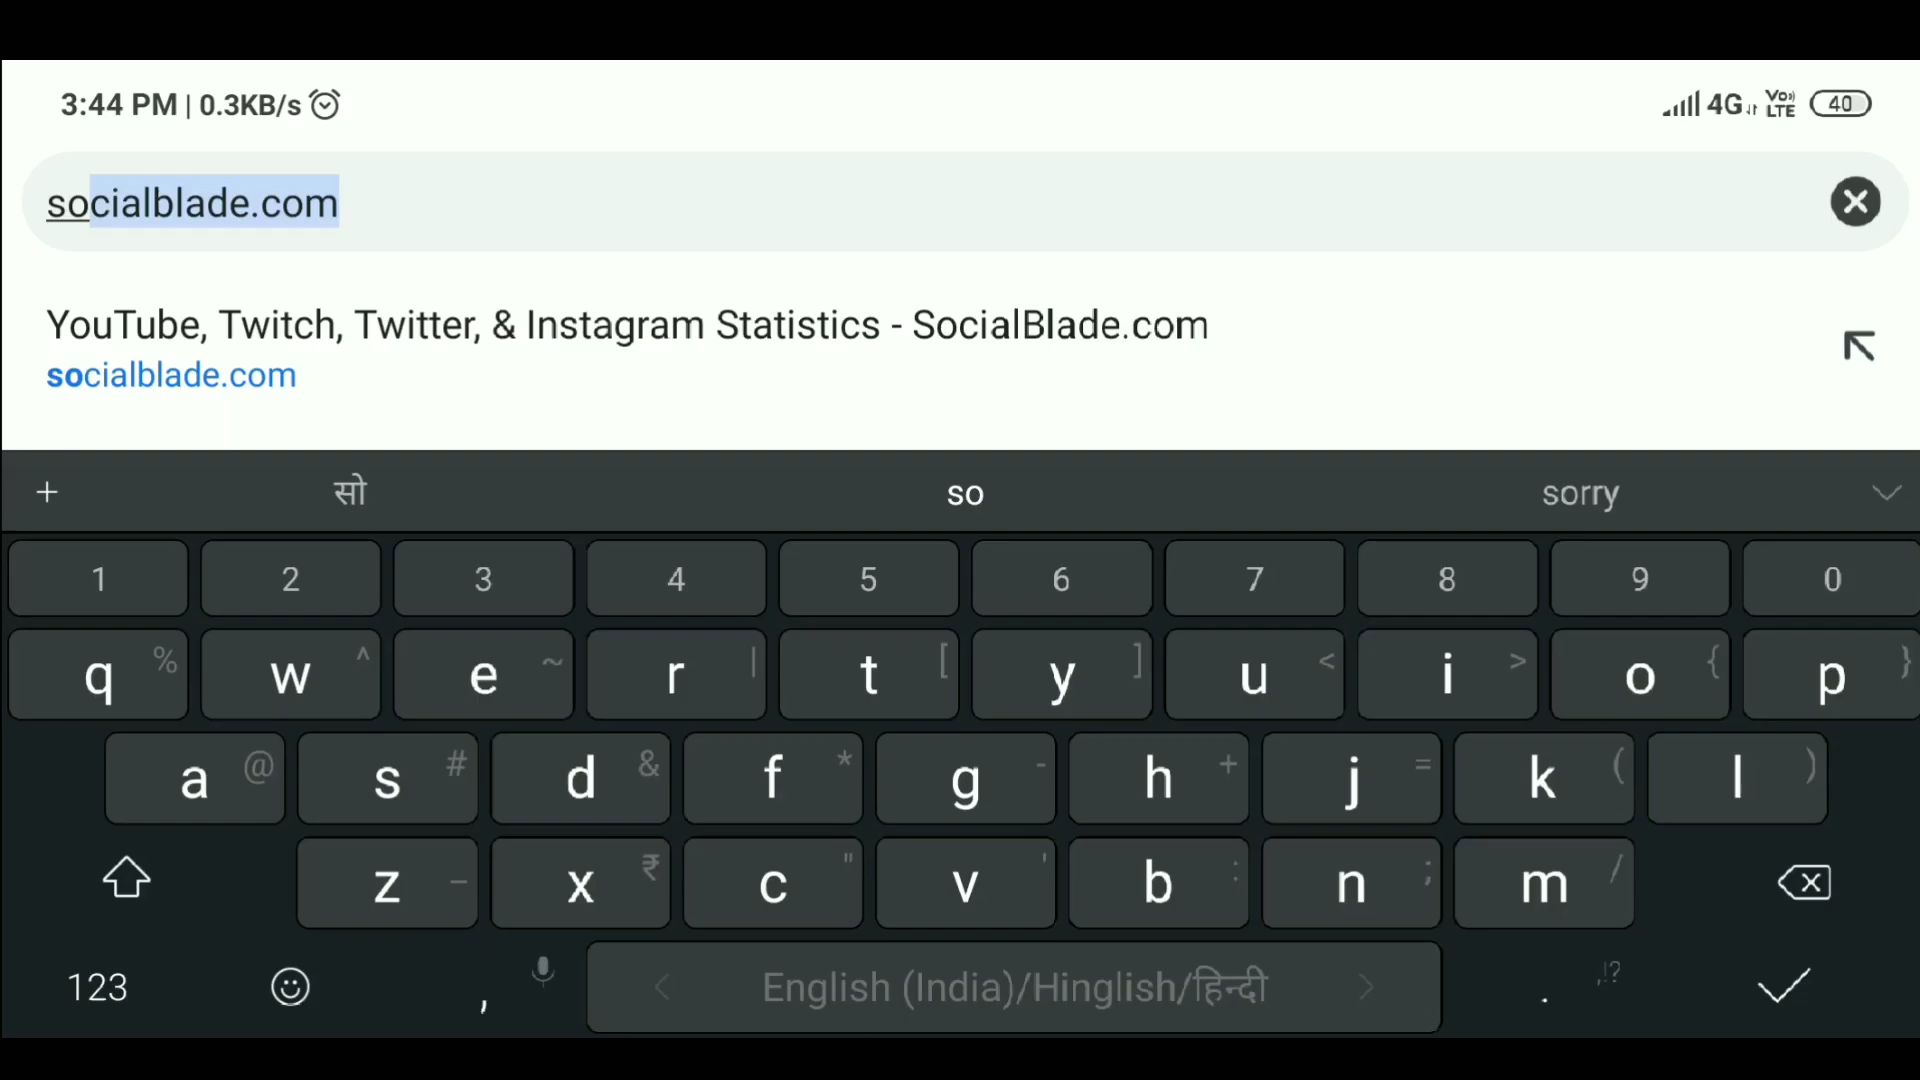 3:44 PM | 0.3KB/s 4G Vo) LTE 40
socialblade.com
YouTube, Twitch, Twitter, & Instagram Statistics - SocialBlade.com
socialblade.com
+ सो so sorry
1 2 3 4 5 6 7 8 9 0
q % w ^ e ~ r | t [ y ] u < i > o { p }
a @ s # d & f * g - h + j = k ( l )
z _ x ₹ c " v ' b : n ; m /
123 , < English (India)/Hinglish/हिन्दी > . ,!?